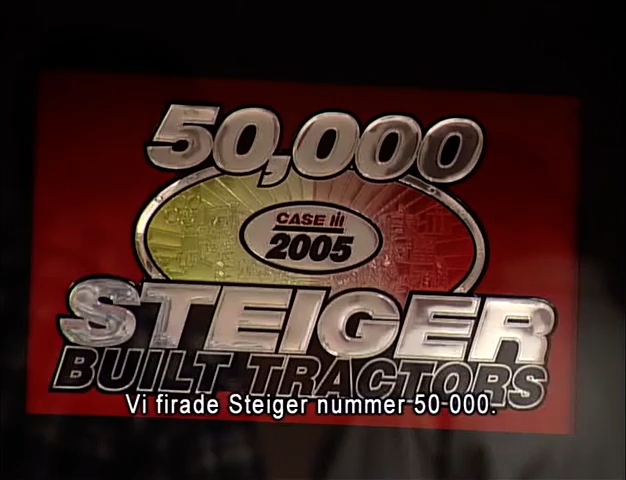 50,000
CASE IH
2005
STEIGER
BUILT TRACTORS
Vi firade Steiger nummer 50 000.